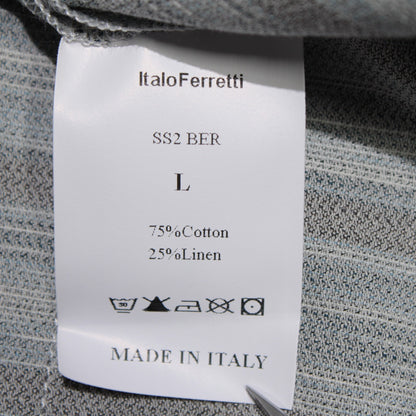 ItaloFerretti
SS2 BER
L
75%Cotton
25%Linen
MADE IN ITALY